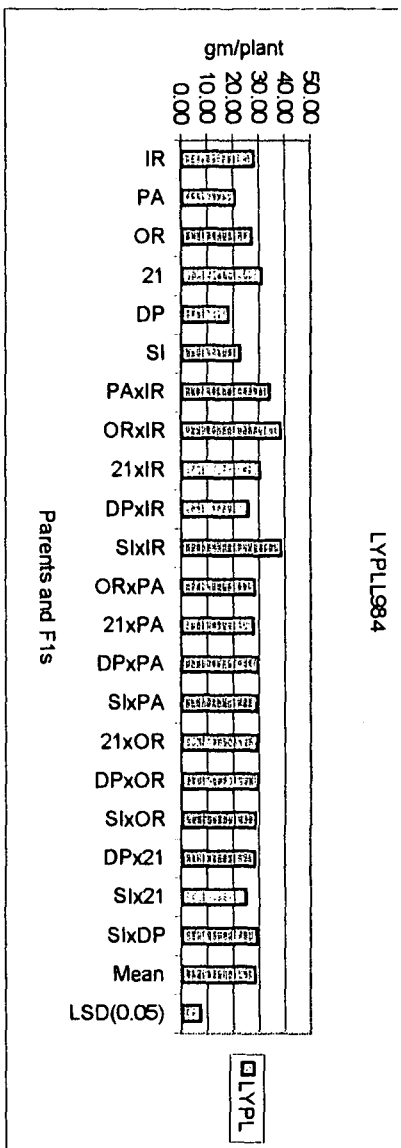 LYPLL984
gm/plant
50.00
40.00
30.00
20.00
10.00
0.00
IR
PA
OR
21
DP
SI
PAxIR
ORxIR
21xIR
DPxIR
SIxIR
ORxPA
21xPA
DPxPA
SIxPA
21xOR
DPxOR
SIxOR
DPx21
SIx21
SIxDP
Mean
LSD(0.05)
Parents and F1s
LYPL